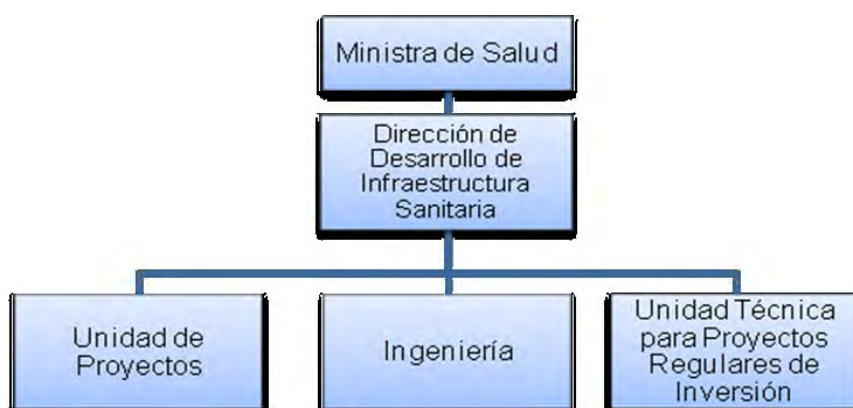 Ministra de Salud
Dirección de
Desarrollo de
Infraestructura
Sanitaria
Unidad de
Proyectos
Ingeniería
Unidad Técnica
para Proyectos
Regulares de
Inversión